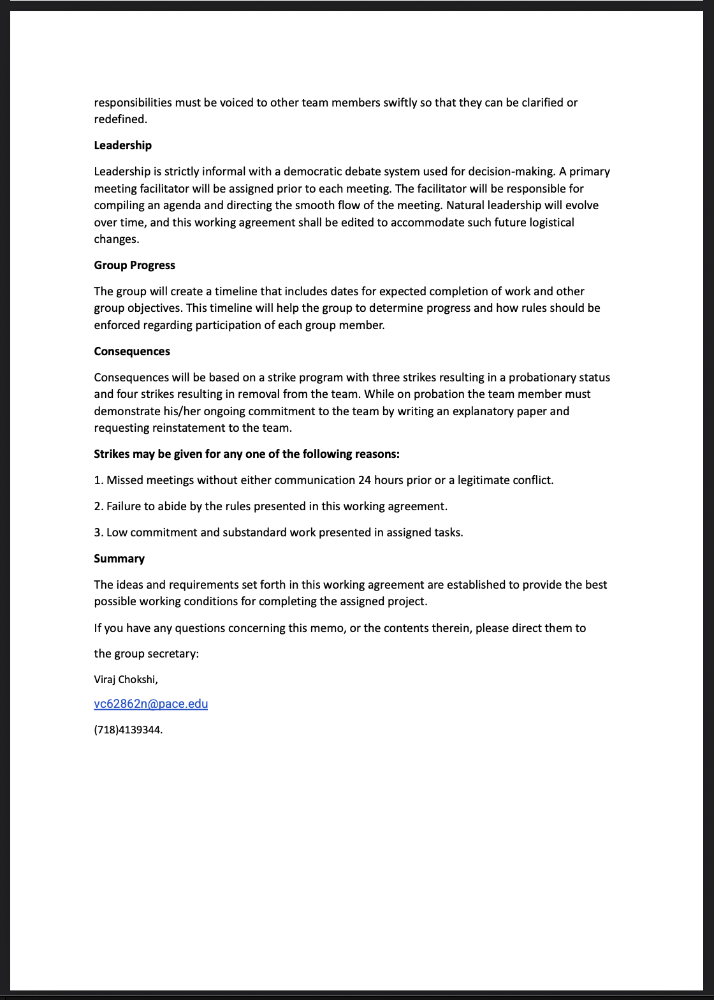 responsibilities must be voiced to other team members swiftly so that they can be clarified or
redefined.
Leadership
Leadership is strictly informal with a democratic debate system used for decision-making. A primary
meeting facilitator will be assigned prior to each meeting. The facilitator will be responsible for
compiling an agenda and directing the smooth flow of the meeting. Natural leadership will evolve
over time, and this working agreement shall be edited to accommodate such future logistical
changes.
Group Progress
The group will create a timeline that includes dates for expected completion of work and other
group objectives. This timeline will help the group to determine progress and how rules should be
enforced regarding participation of each group member.
Consequences
Consequences will be based on a strike program with three strikes resulting in a probationary status
and four strikes resulting in removal from the team. While on probation the team member must
demonstrate his/her ongoing commitment to the team by writing an explanatory paper and
requesting reinstatement to the team.
Strikes may be given for any one of the following reasons:
1. Missed meetings without either communication 24 hours prior or a legitimate conflict.
2. Failure to abide by the rules presented in this working agreement.
3. Low commitment and substandard work presented in assigned tasks.
Summary
The ideas and requirements set forth in this working agreement are established to provide the best
possible working conditions for completing the assigned project.
If you have any questions concerning this memo, or the contents therein, please direct them to
the group secretary:
Viraj Chokshi,
vc62862n@pace.edu
(718)4139344.